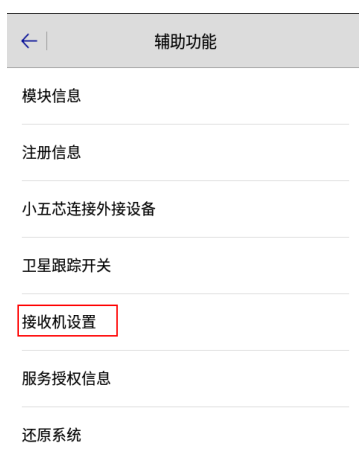 辅助功能
模块信息
注册信息
小五芯连接外接设备
卫星跟踪开关
接收机设置
服务授权信息
还原系统